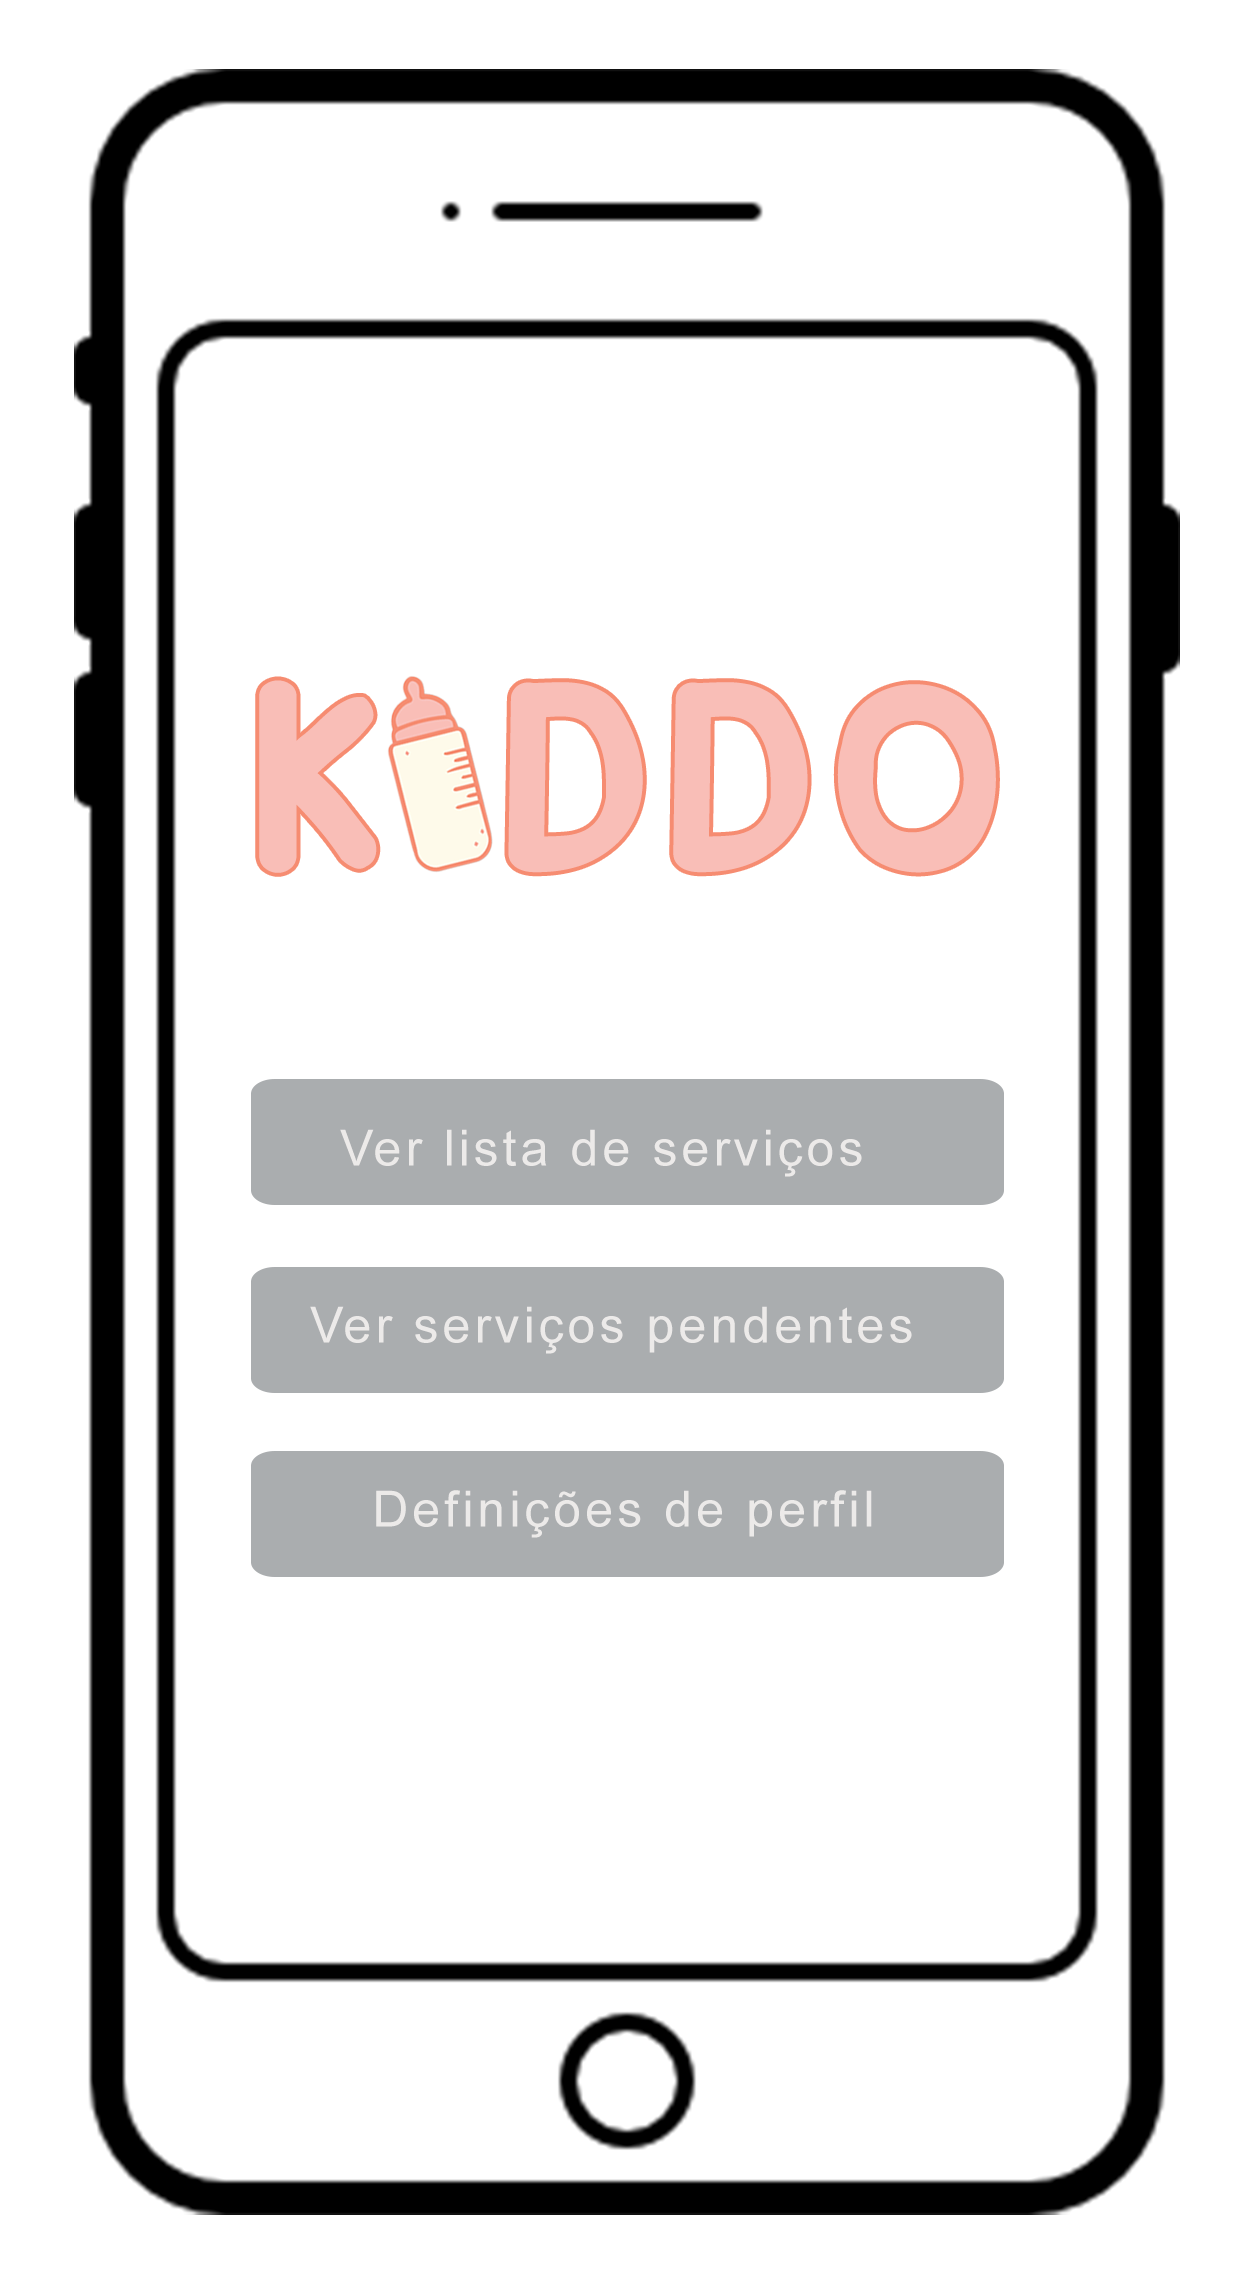 KIDDO
Ver lista de serviços
Ver serviços pendentes
Definições de perfil